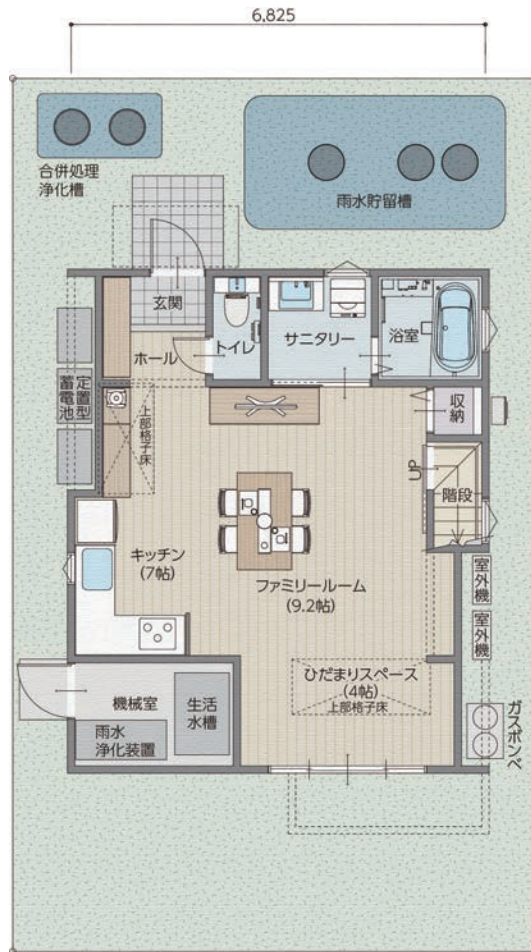 6,825
合併処理
浄化槽
雨水貯留槽
玄関
トイレ
サニタリー
浴室
ホール
定置型
蓄電池
上部格子床
収納
UP
階段
キッチン
(7帖)
ファミリールーム
(9.2帖)
室外機
室外機
ひだまりスペース
(4帖)
上部格子床
機械室
生活
水槽
雨水
浄化装置
ガスボンベ